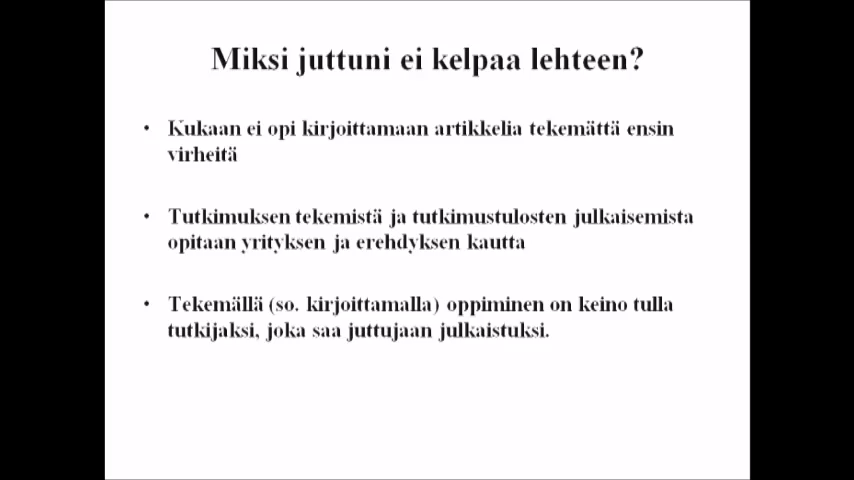 Miksi juttuni ei kelpaa lehteen?
• Kukaan ei opi kirjoittamaan artikkelia tekemättä ensin
virheitä
• Tutkimuksen tekemistä ja tutkimustulosten julkaisemista
opitaan yrityksen ja erehdyksen kautta
• Tekemällä (so. kirjoittamalla) oppiminen on keino tulla
tutkijaksi, joka saa juttujaan julkaistuksi.